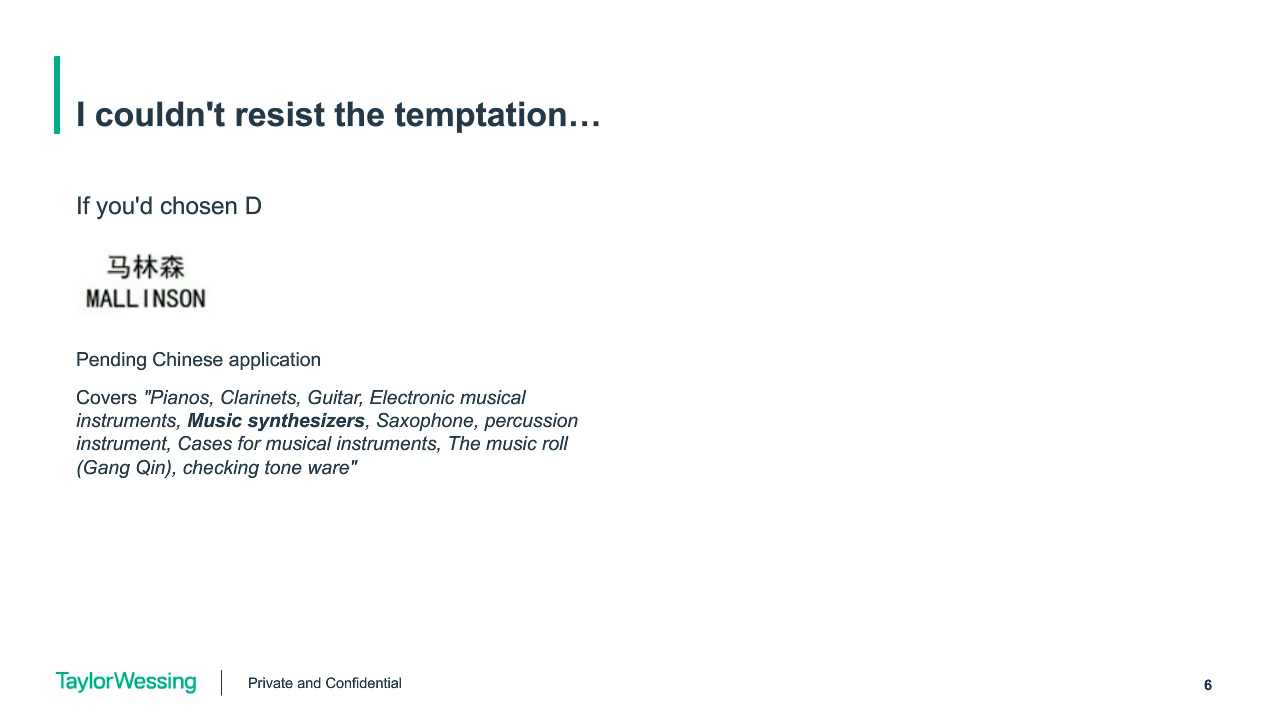 I couldn't resist the temptation…
If you'd chosen D
马林森
MALLINSON
Pending Chinese application
Covers "Pianos, Clarinets, Guitar, Electronic musical
instruments, Music synthesizers, Saxophone, percussion
instrument, Cases for musical instruments, The music roll
(Gang Qin), checking tone ware"
TaylorWessing
Private and Confidential
6